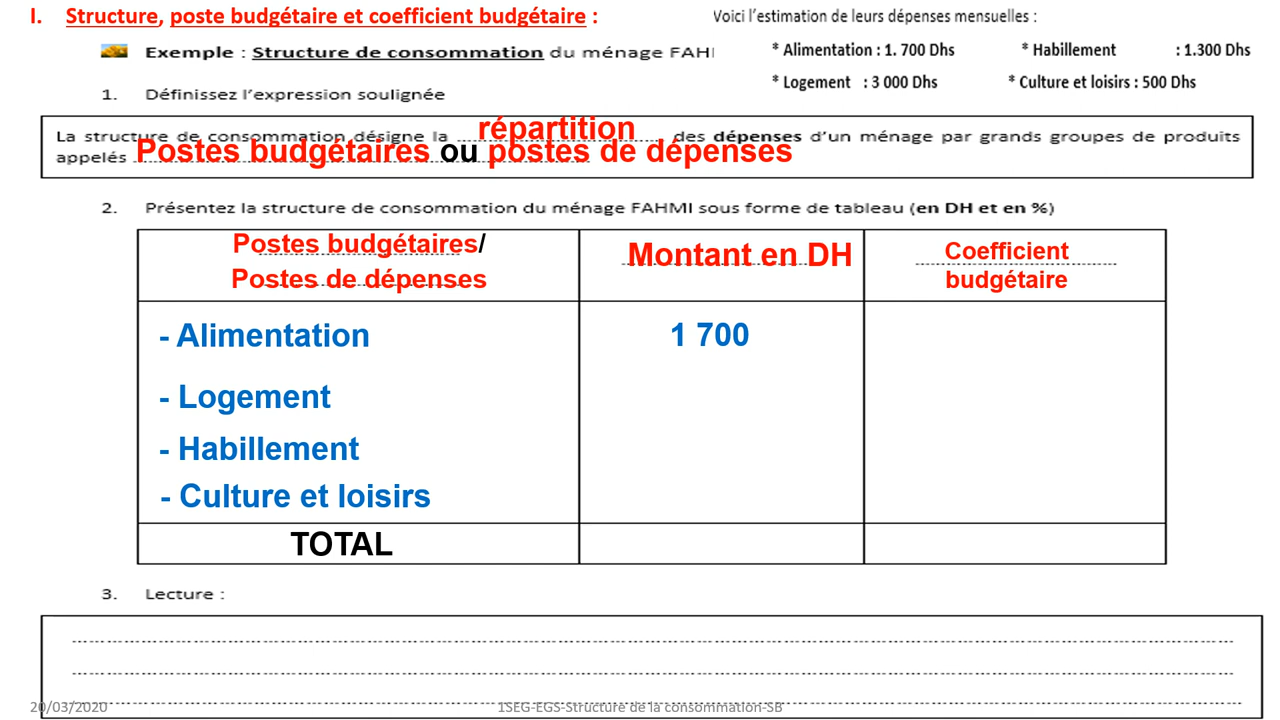 I. Structure, poste budgétaire et coefficient budgétaire :
Voici l'estimation de leurs dépenses mensuelles :
Exemple : Structure de consommation du ménage FAHI
* Alimentation : 1. 700 Dhs * Habillement : 1.300 Dhs
* Logement : 3 000 Dhs * Culture et loisirs : 500 Dhs
1. Définissez l'expression soulignée
La structure de consommation désigne la répartition des dépenses d'un ménage par grands groupes de produits
appelés Postes budgétaires ou postes de dépenses
2. Présentez la structure de consommation du ménage FAHMI sous forme de tableau (en DH et en %)
Postes budgétaires/
Postes de dépenses
Montant en DH
Coefficient
budgétaire
- Alimentation 1 700
- Logement
- Habillement
- Culture et loisirs
TOTAL
3. Lecture :
20/03/2020 1SEG-EGS-Structure de la consommation-SB